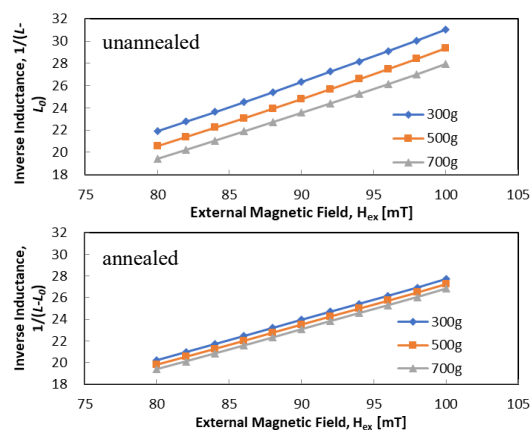 Inverse Inductance, 1/(L-
L0)
32
30
28
26
24
22
20
18
unannealed
300g
500g
700g
75 80 85 90 95 100 105
External Magnetic Field, Hex [mT]
Inverse Inductance,
1/(L-L0)
32
30
28
26
24
22
20
18
annealed
300g
500g
700g
75 80 85 90 95 100 105
External Magnetic Field, Hex [mT]